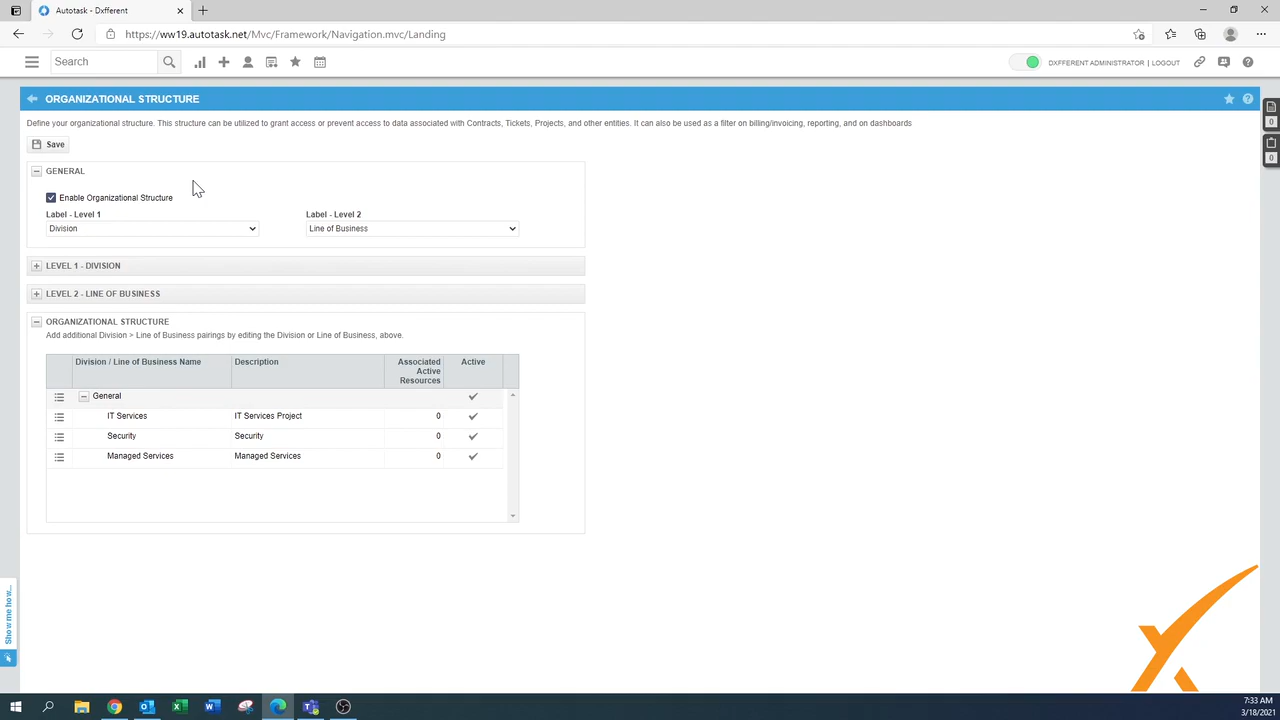 Autotask - Dxfferent
https://ww19.autotask.net/Mvc/Framework/Navigation.mvc/Landing
Search
DXFFERENT ADMINISTRATOR | LOGOUT
ORGANIZATIONAL STRUCTURE
Define your organizational structure. This structure can be utilized to grant access or prevent access to data associated with Contracts, Tickets, Projects, and other entities. It can also be used as a filter on billing/invoicing, reporting, and on dashboards
0
0
Save
GENERAL
Enable Organizational Structure
Label - Level 1 Label - Level 2
Division Line of Business
LEVEL 1 - DIVISION
LEVEL 2 - LINE OF BUSINESS
ORGANIZATIONAL STRUCTURE
Add additional Division > Line of Business pairings by editing the Division or Line of Business, above.
Division / Line of Business Name Description Associated Active Resources Active
General
IT Services IT Services Project 0
Security Security 0
Managed Services Managed Services 0
Show me how...
7:33 AM
3/18/2021